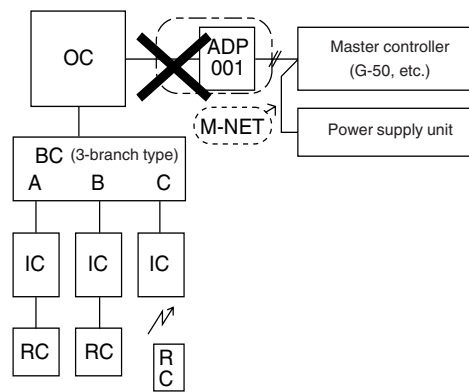 OC
ADP
001
Master controller
(G-50, etc.)
M-NET
Power supply unit
BC (3-branch type)
A B C
IC IC IC
RC RC R
C